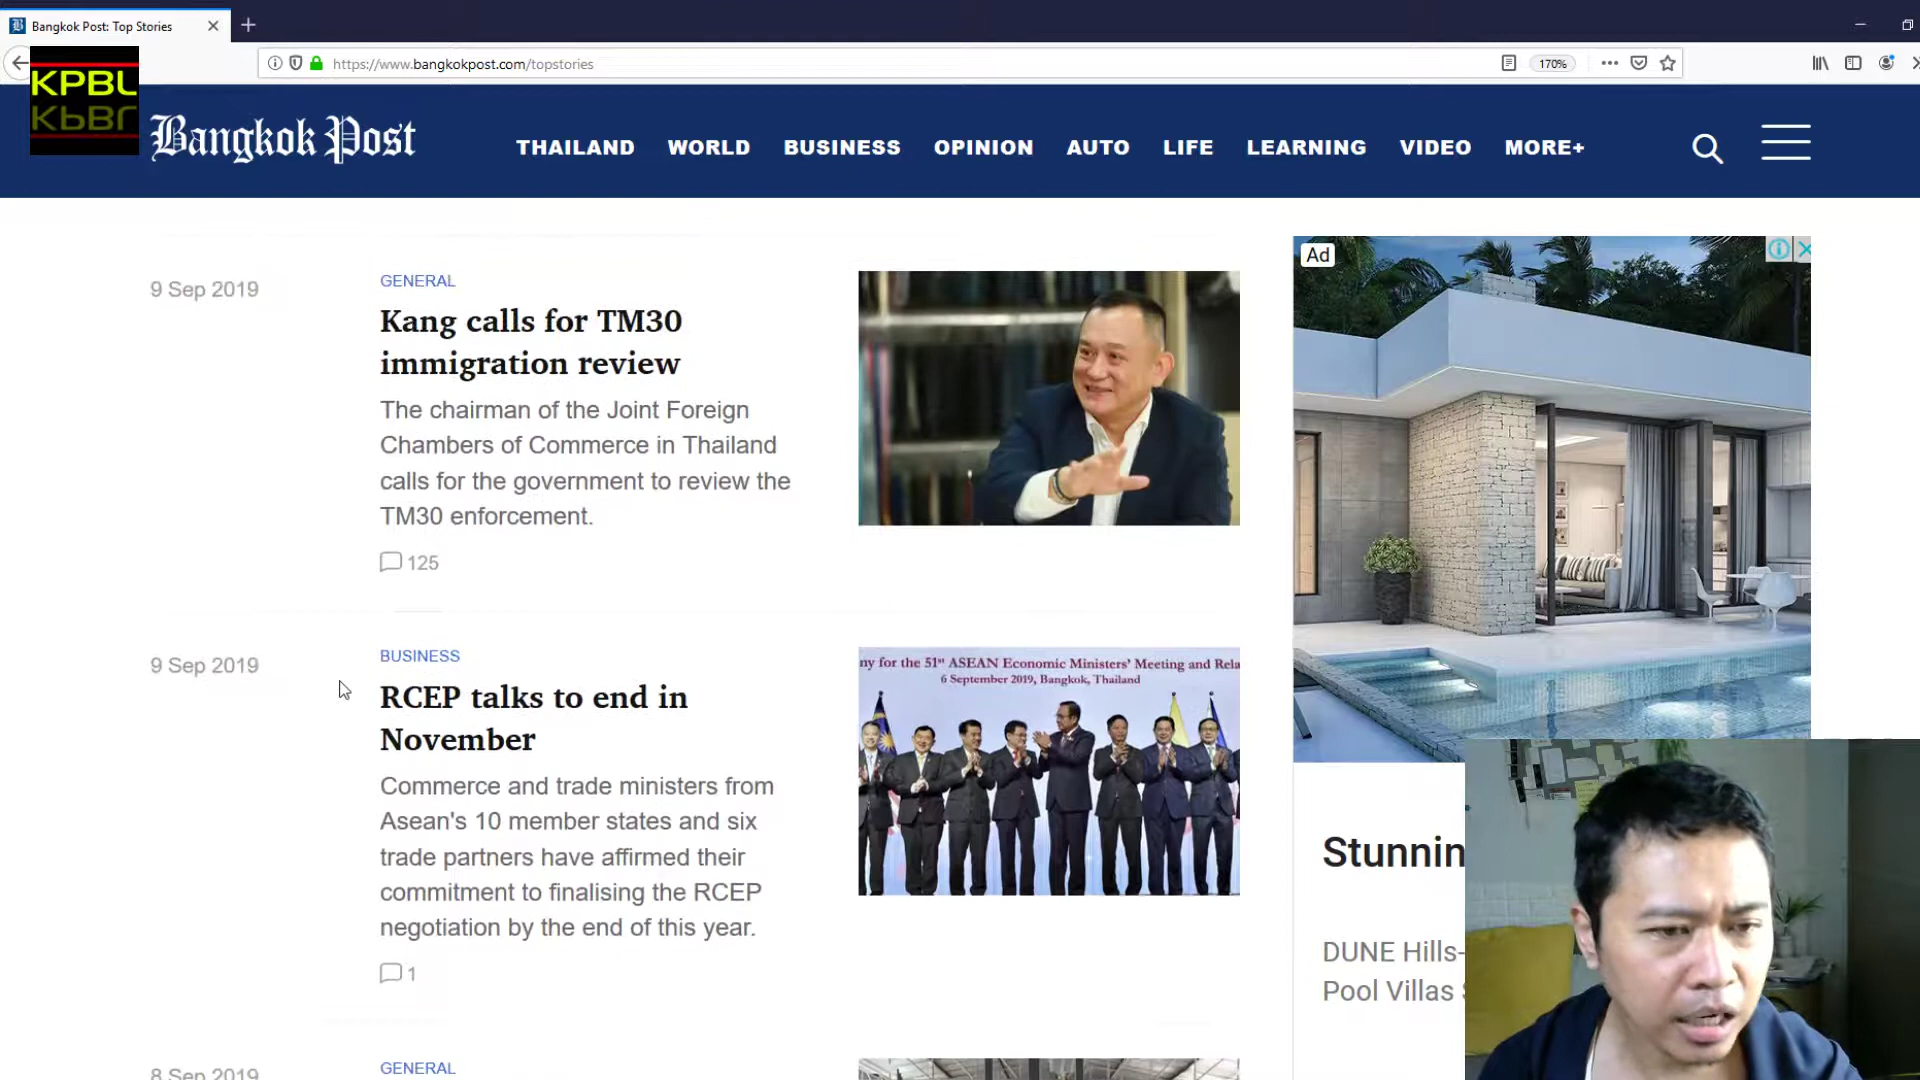 Bangkok Post: Top Stories
https://www.bangkokpost.com/topstories
170%
KPBL
KPBL
Bangkok Post
THAILAND WORLD BUSINESS OPINION AUTO LIFE LEARNING VIDEO MORE+
9 Sep 2019
GENERAL
Kang calls for TM30
immigration review
The chairman of the Joint Foreign
Chambers of Commerce in Thailand
calls for the government to review the
TM30 enforcement.
125
9 Sep 2019
BUSINESS
RCEP talks to end in
November
Commerce and trade ministers from
Asean's 10 member states and six
trade partners have affirmed their
commitment to finalising the RCEP
negotiation by the end of this year.
1
ny for the 51st ASEAN Economic Ministers' Meeting and Rela
6 September 2019, Bangkok, Thailand
8 Sep 2019
GENERAL
Ad
Stunnin
DUNE Hills-
Pool Villas